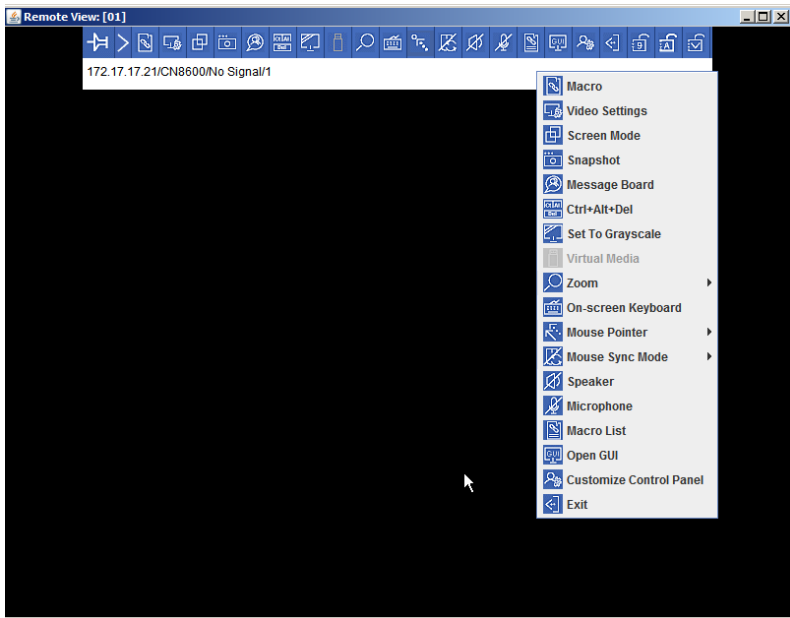 Remote View: [01]
172.17.17.21/CN8600/No Signal/1
Macro
Video Settings
Screen Mode
Snapshot
Message Board
Ctrl+Alt+Del
Set To Grayscale
Virtual Media
Zoom
On-screen Keyboard
Mouse Pointer
Mouse Sync Mode
Speaker
Microphone
Macro List
Open GUI
Customize Control Panel
Exit